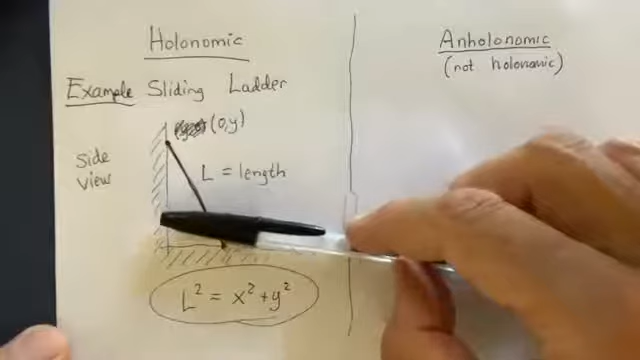 Holonomic
Example Sliding Ladder
(0,y)
Side
view
L = length
L² = x² + y²
Anholonomic
(not holonomic)